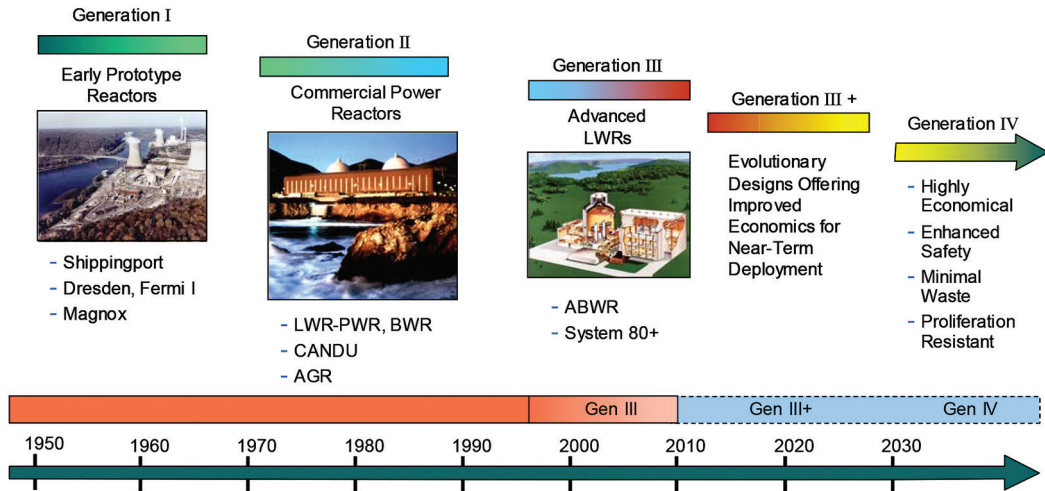 Generation I
Early Prototype
Reactors
- Shippingport
- Dresden, Fermi I
- Magnox
Generation II
Commercial Power
Reactors
- LWR-PWR, BWR
- CANDU
- AGR
Generation III
Advanced
LWRs
- ABWR
- System 80+
Generation III +
Evolutionary
Designs Offering
Improved
Economics for
Near-Term
Deployment
Generation IV
- Highly
Economical
- Enhanced
Safety
- Minimal
Waste
- Proliferation
Resistant
Gen III
Gen III+
Gen IV
1950
1960
1970
1980
1990
2000
2010
2020
2030